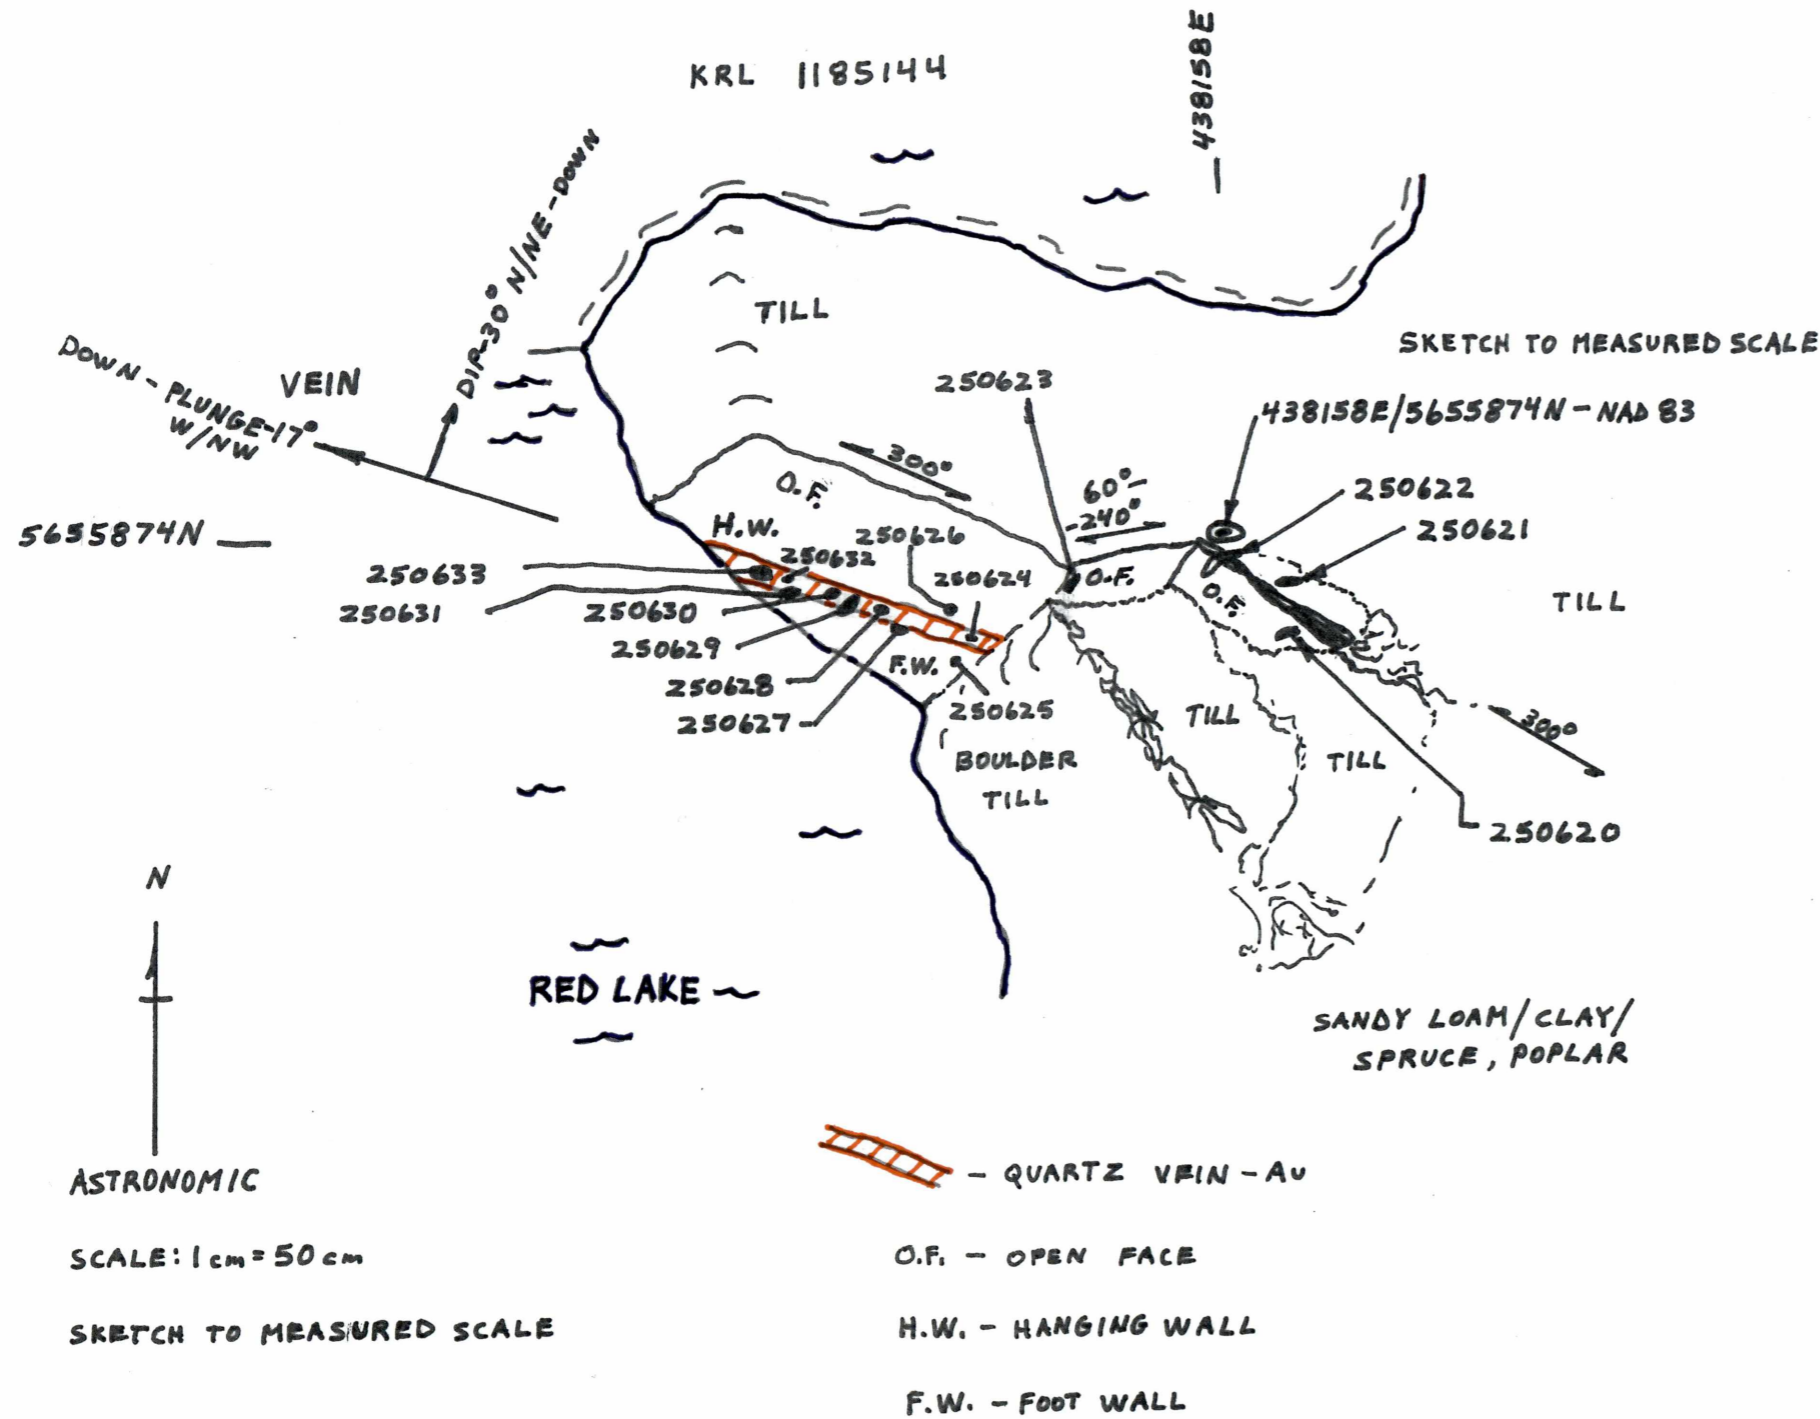 KRL 1185144
438158E
DIP-30° N/NE-DOWN
DOWN - PLUNGE-17°
W/NW
VEIN
TILL
SKETCH TO MEASURED SCALE
250623
438158E/5655874N - NAD 83
300°
O.F.
60°-
-240°
250622
250621
5655874N
H.W.
250626
250632
250624
O.F.
O.F.
250633
250631
250630
250629
250628
250627
F.W.
250625
TILL
TILL
TILL
300°
BOULDER
TILL
250620
N
RED LAKE
SANDY LOAM/CLAY/
SPRUCE, POPLAR
ASTRONOMIC
- QUARTZ VEIN - Au
SCALE: 1 cm = 50 cm
O.F. - OPEN FACE
SKETCH TO MEASURED SCALE
H.W. - HANGING WALL
F.W. - FOOT WALL